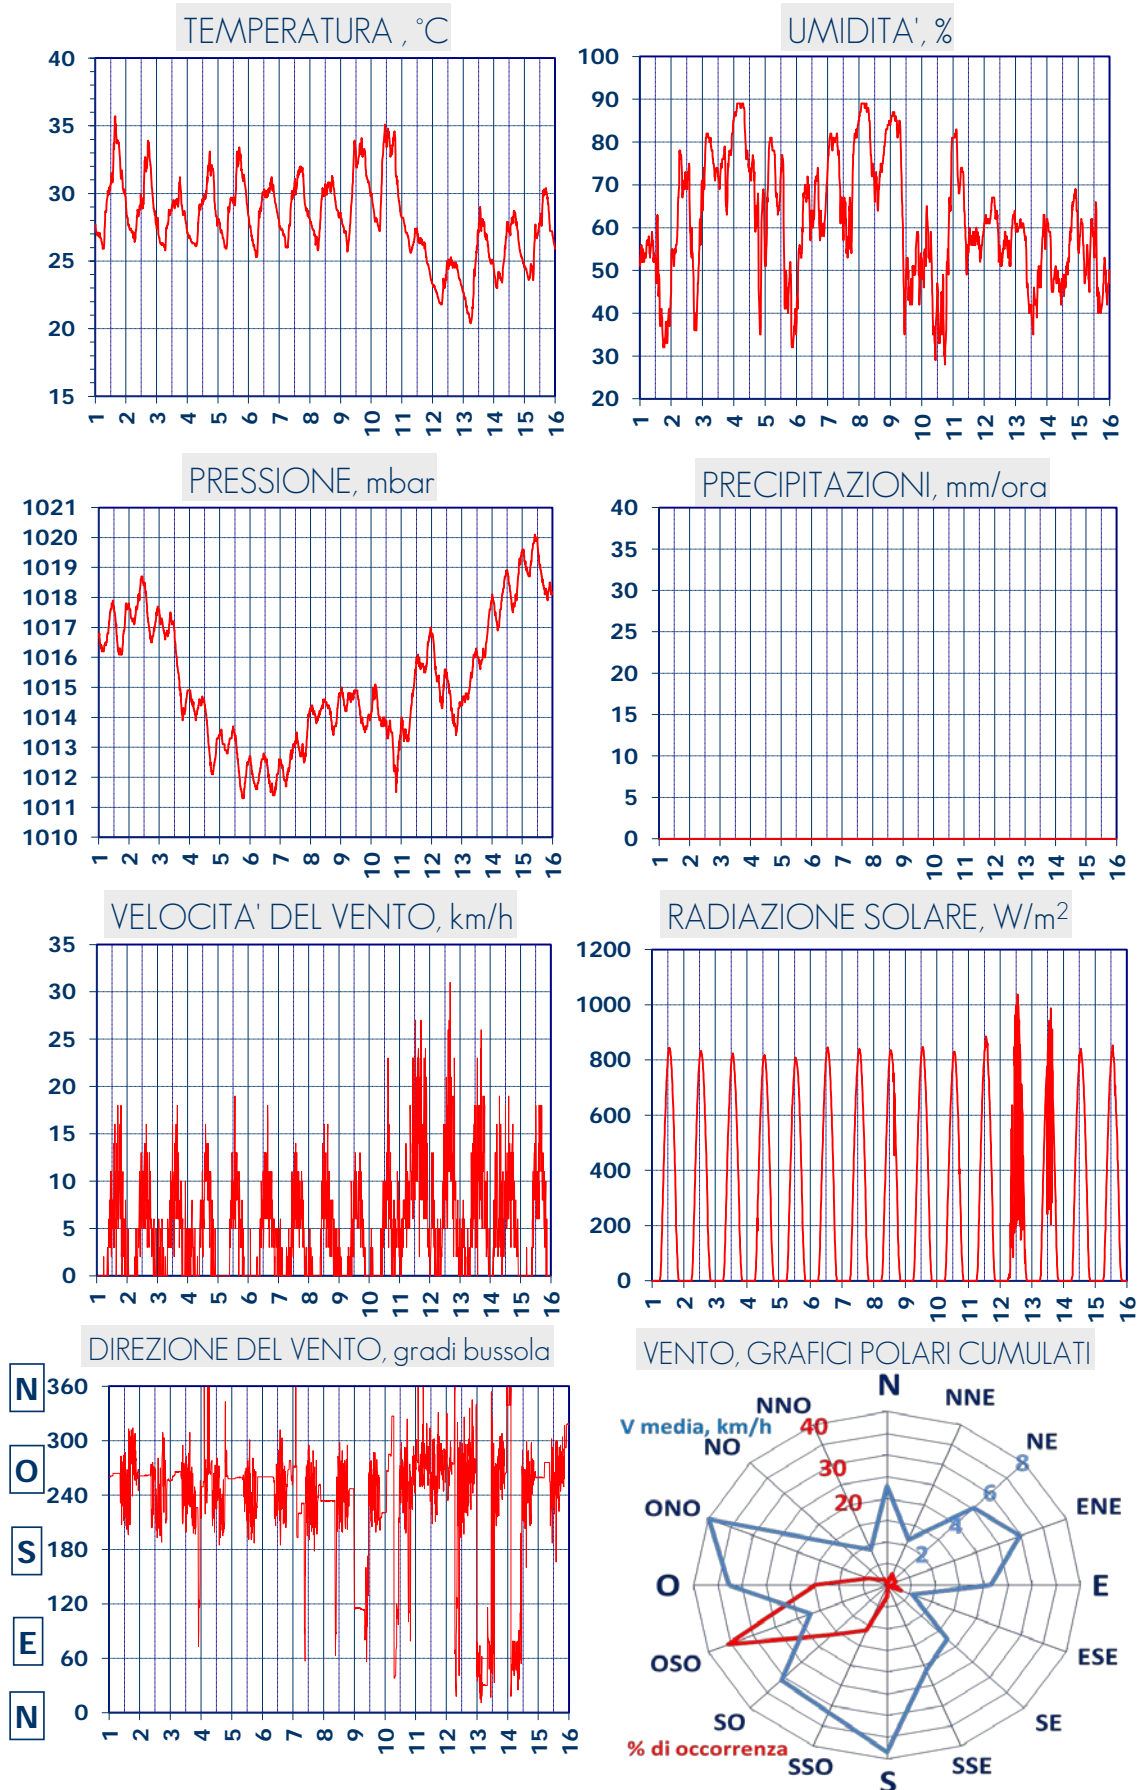 TEMPERATURA , °C
40
35
30
25
20
15
1 2 3 4 5 6 7 8 9 10 11 12 13 14 15 16
UMIDITA', %
100
90
80
70
60
50
40
30
20
1 2 3 4 5 6 7 8 9 10 11 12 13 14 15 16
PRESSIONE, mbar
1021
1020
1019
1018
1017
1016
1015
1014
1013
1012
1011
1010
1 2 3 4 5 6 7 8 9 10 11 12 13 14 15 16
PRECIPITAZIONI, mm/ora
40
35
30
25
20
15
10
5
0
1 2 3 4 5 6 7 8 9 10 11 12 13 14 15 16
VELOCITA' DEL VENTO, km/h
35
30
25
20
15
10
5
0
1 2 3 4 5 6 7 8 9 10 11 12 13 14 15 16
RADIAZIONE SOLARE, W/m²
1200
1000
800
600
400
200
0
1 2 3 4 5 6 7 8 9 10 11 12 13 14 15 16
DIREZIONE DEL VENTO, gradi bussola
N 360
300
O 240
S 180
120
E 60
N 0
1 2 3 4 5 6 7 8 9 10 11 12 13 14 15 16
VENTO, GRAFICI POLARI CUMULATI
N
NNO NNE
V media, km/h 40
NO NE
30 8
20 6
ONO ENE
4
2
O E
OSO ESE
SO SE
% di occorrenza
SSO SSE
S